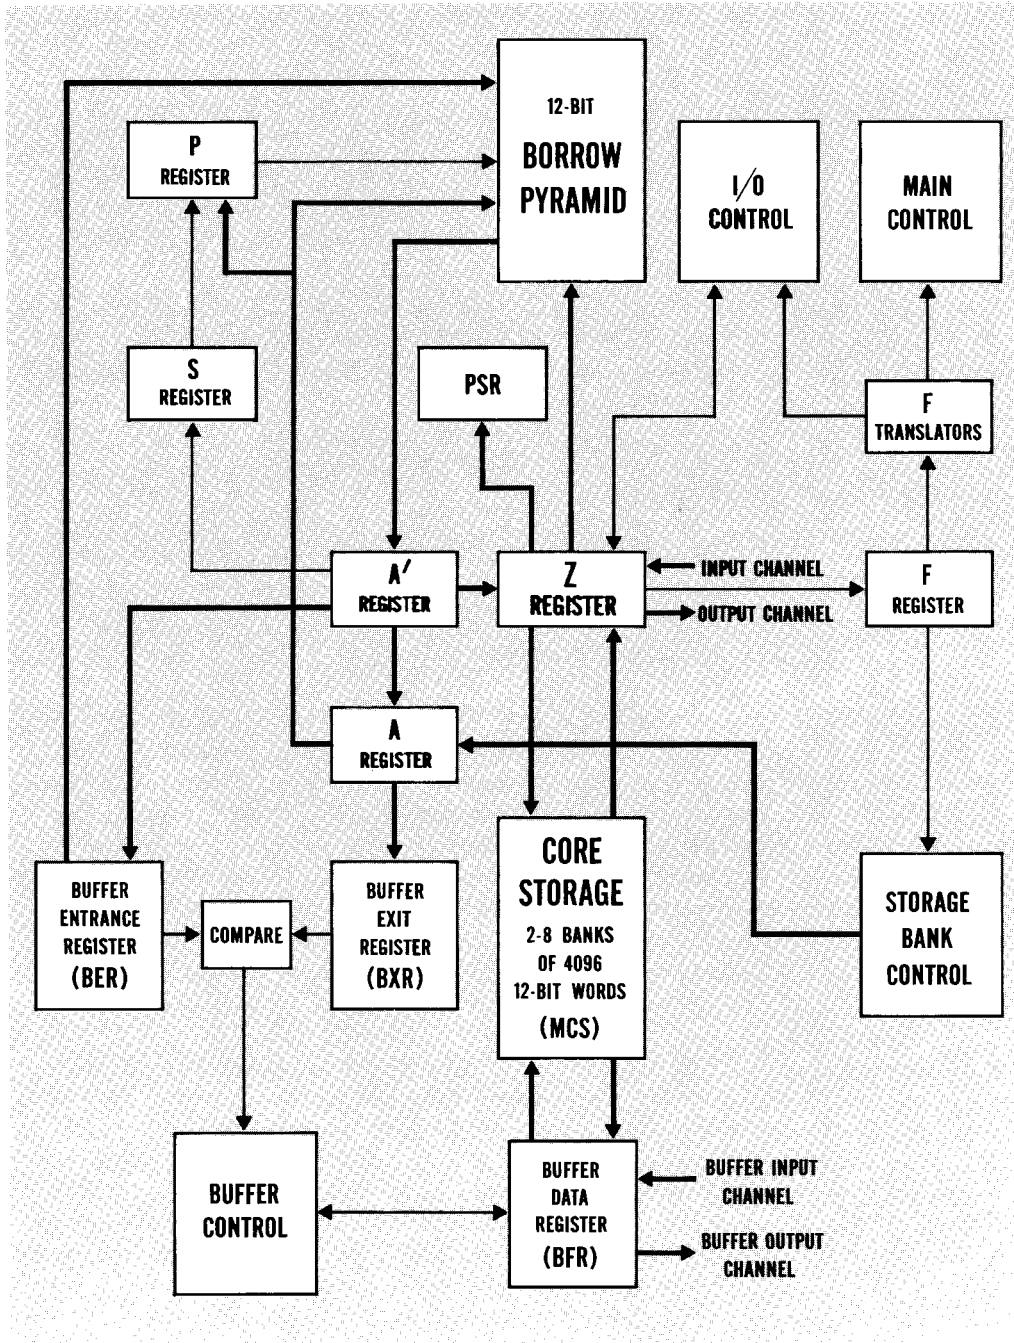 12-BIT
BORROW
PYRAMID
P
REGISTER
I/O
CONTROL
MAIN
CONTROL
S
REGISTER
PSR
F
TRANSLATORS
A′
REGISTER
Z
REGISTER
INPUT CHANNEL
OUTPUT CHANNEL
F
REGISTER
A
REGISTER
BUFFER
ENTRANCE
REGISTER
(BER)
COMPARE
BUFFER
EXIT
REGISTER
(BXR)
CORE
STORAGE
2-8 BANKS
OF 4096
12-BIT WORDS
(MCS)
STORAGE
BANK
CONTROL
BUFFER
CONTROL
BUFFER
DATA
REGISTER
(BFR)
BUFFER INPUT
CHANNEL
BUFFER OUTPUT
CHANNEL